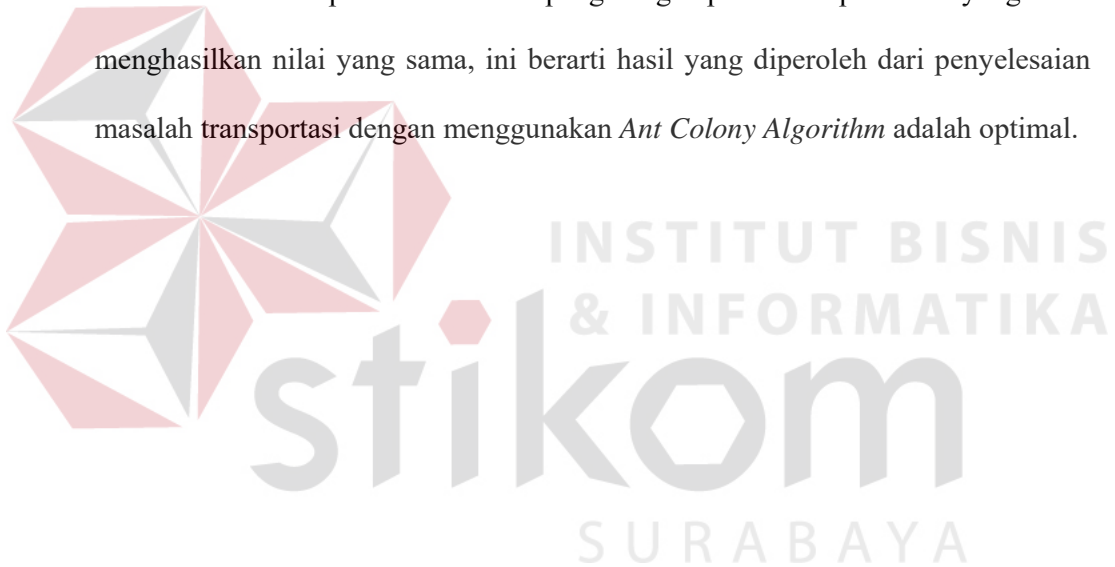 menghasilkan nilai yang sama, ini berarti hasil yang diperoleh dari penyelesaian
masalah transportasi dengan menggunakan Ant Colony Algorithm adalah optimal.
INSTITUT BISNIS
& INFORMATIKA
stikom
SURABAYA